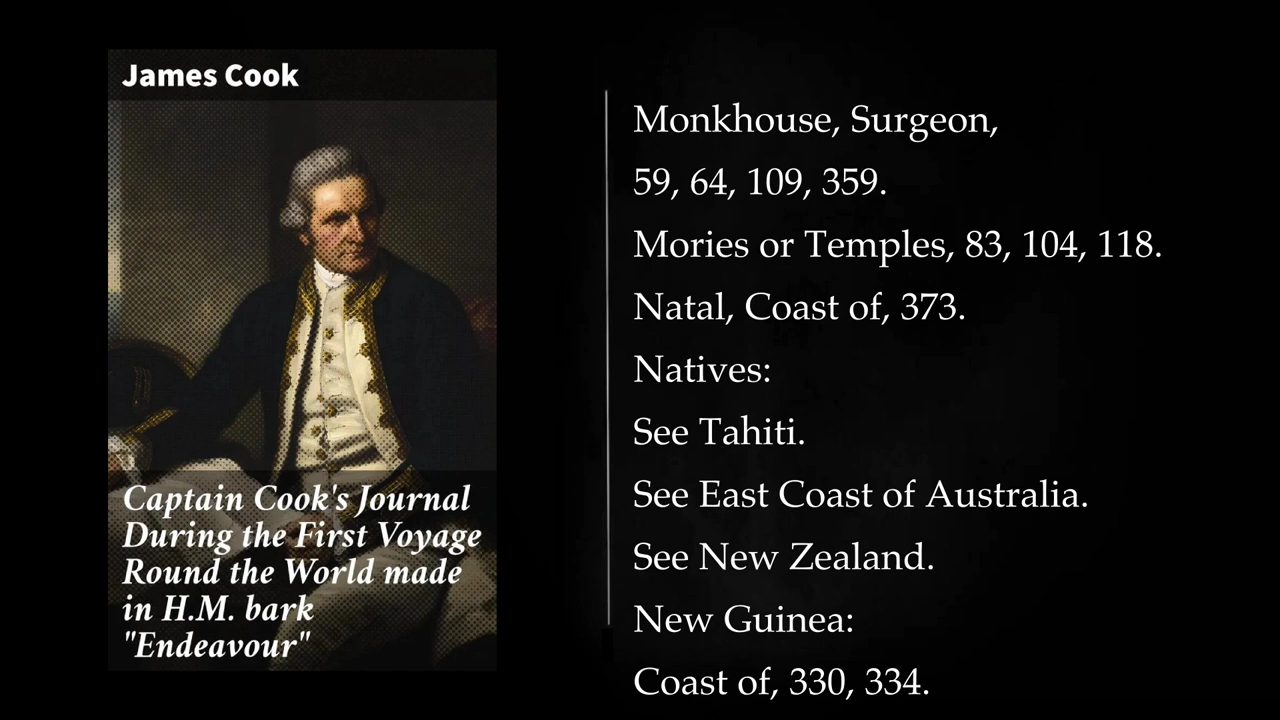 James Cook
Captain Cook's Journal
During the First Voyage
Round the World made
in H.M. bark
"Endeavour"
Monkhouse, Surgeon,
59, 64, 109, 359.
Mories or Temples, 83, 104, 118.
Natal, Coast of, 373.
Natives:
See Tahiti.
See East Coast of Australia.
See New Zealand.
New Guinea:
Coast of, 330, 334.